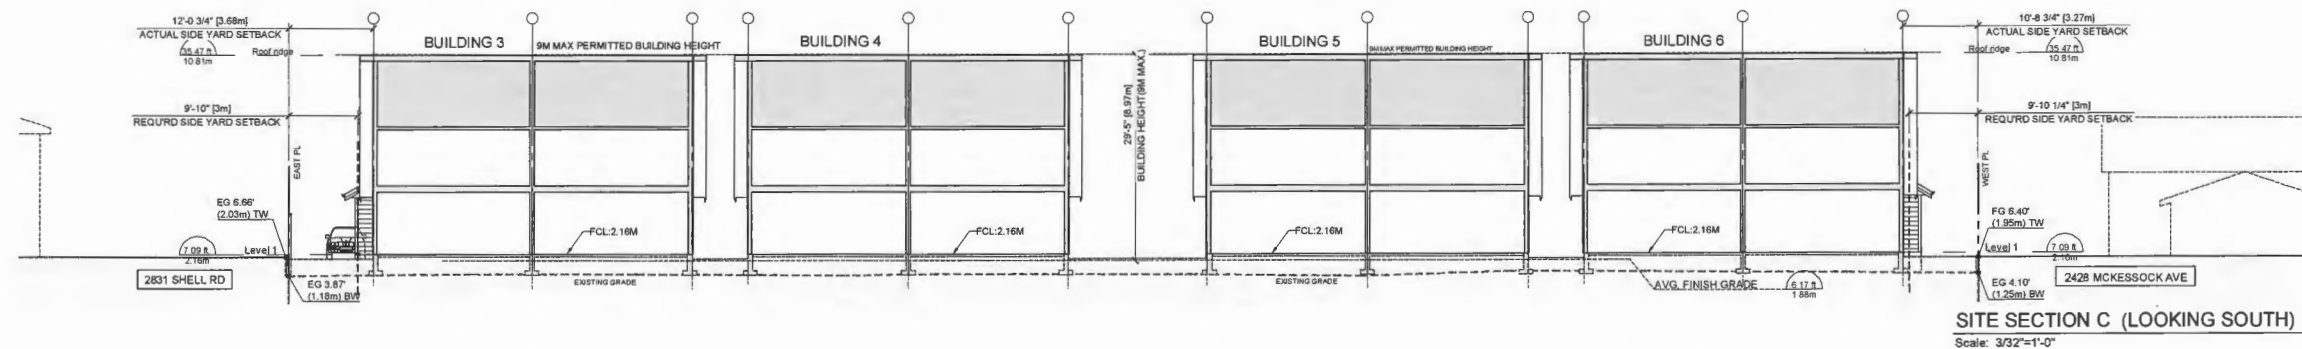 12'-0 3/4" [3.68m]
ACTUAL SIDE YARD SETBACK
35.47 ft
10.81m
Roof ridge
BUILDING 3
9M MAX PERMITTED BUILDING HEIGHT
BUILDING 4
BUILDING 5
9M MAX PERMITTED BUILDING HEIGHT
BUILDING 6
10'-8 3/4" [3.27m]
ACTUAL SIDE YARD SETBACK
Roof ridge
35.47 ft
10.81m
9'-10" [3m]
REQU'RD SIDE YARD SETBACK
29'-5" [8.97m]
BUILDING HEIGHT(9M MAX.)
9'-10 1/4" [3m]
REQU'RD SIDE YARD SETBACK
EAST PL
WEST PL
EG 6.66'
(2.03m) TW
FCL:2.16M
FCL:2.16M
FCL:2.16M
FCL:2.16M
FG 6.40'
(1.95m) TW
7.09 ft
2.16m
Level 1
Level 1
7.09 ft
2.16m
2831 SHELL RD
EG 3.87'
(1.18m) BW
EXISTING GRADE
EXISTING GRADE
AVG. FINISH GRADE
6.17 ft
1.88m
EG 4.10'
(1.25m) BW
2428 MCKESSOCK AVE
SITE SECTION C (LOOKING SOUTH)
Scale: 3/32"=1'-0"